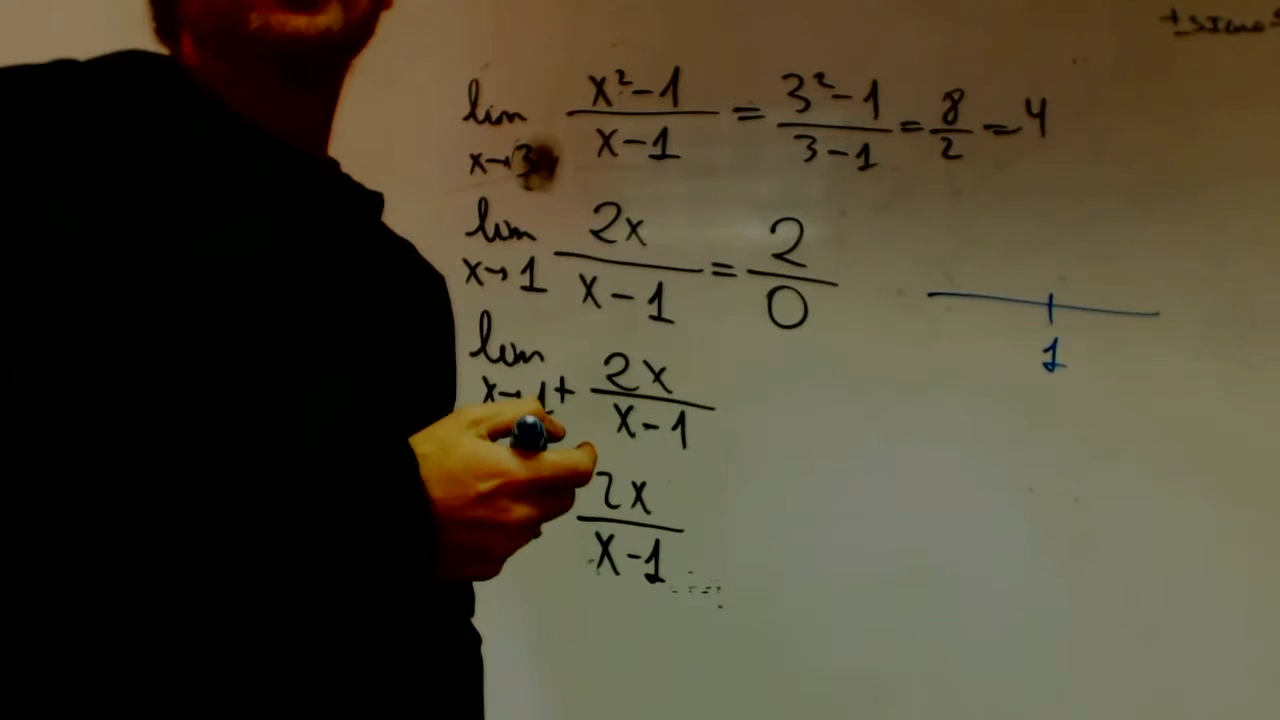 lim x→3 x²-1/x-1 = 3²-1/3-1 = 8/2 = 4
lim x→1 2x/x-1 = 2/0
1
lim x→1+ 2x/x-1
2x/x-1